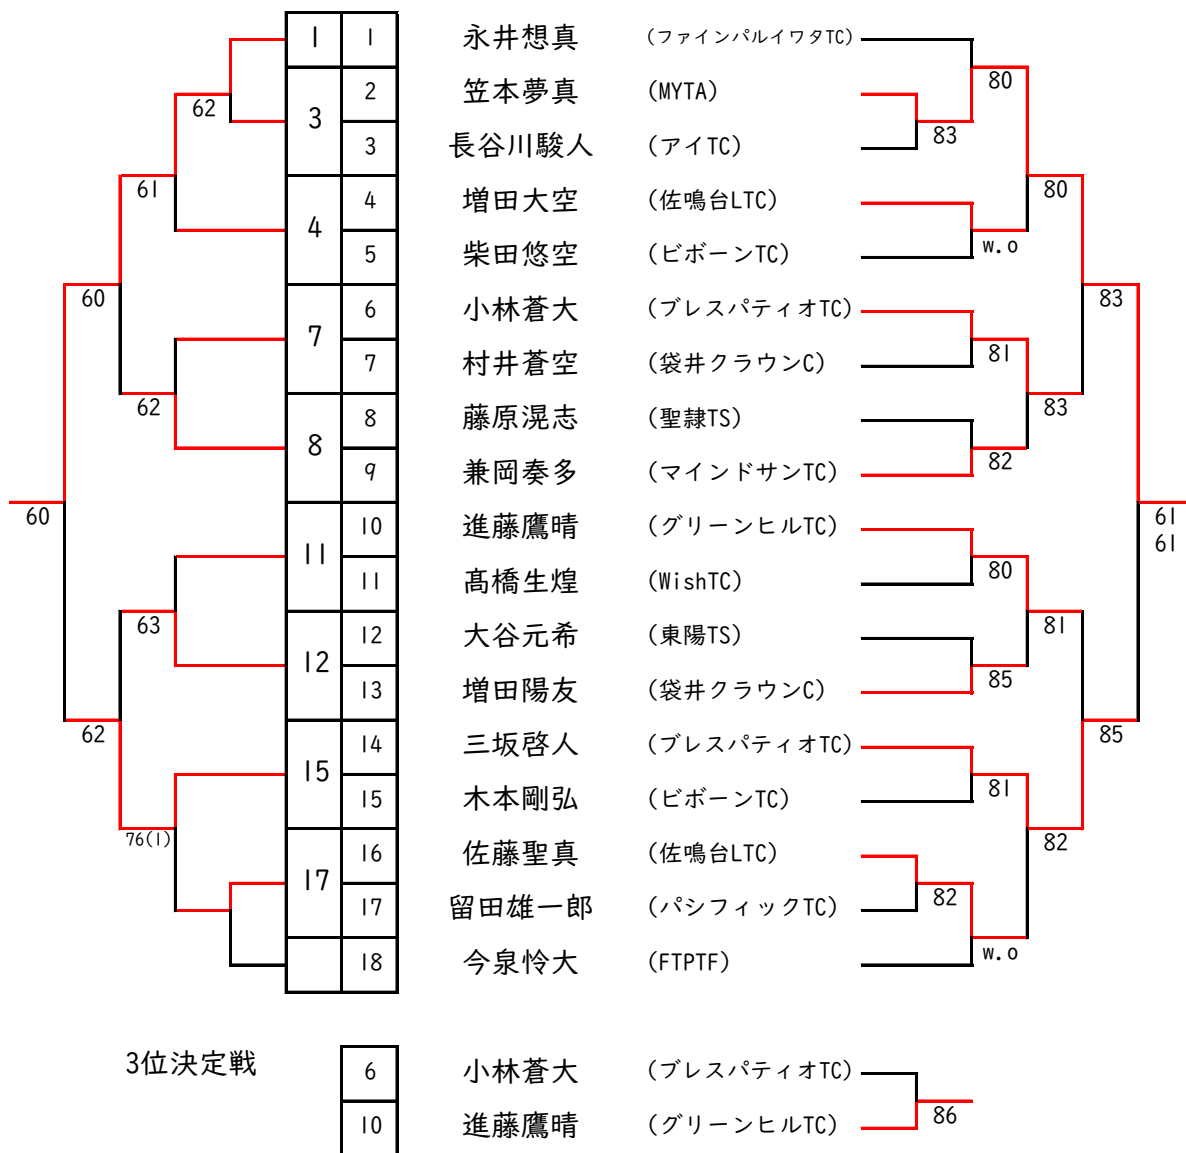 1 1 永井想真 (ファインパルイワタTC)
80
62 3 2 笠本夢真 (MYTA)
83
3 長谷川駿人 (アイTC)
61 4 4 増田大空 (佐鳴台LTC) 80
w.o
5 柴田悠空 (ビボーンTC)
60 7 6 小林蒼大 (ブレスパティオTC) 83
81
7 村井蒼空 (袋井クラウンC)
62 8 8 藤原滉志 (聖隷TS) 83
82
9 兼岡奏多 (マインドサンTC)
60 11 10 進藤鷹晴 (グリーンヒルTC) 61
61
80
11 髙橋生煌 (WishTC)
63 12 12 大谷元希 (東陽TS) 81
85
13 増田陽友 (袋井クラウンC)
62 15 14 三坂啓人 (ブレスパティオTC) 85
81
15 木本剛弘 (ビボーンTC)
76(1) 17 16 佐藤聖真 (佐鳴台LTC) 82
82
17 留田雄一郎 (パシフィックTC)
w.o
18 今泉怜大 (FTPTF)
3位決定戦 6 小林蒼大 (ブレスパティオTC)
86
10 進藤鷹晴 (グリーンヒルTC)